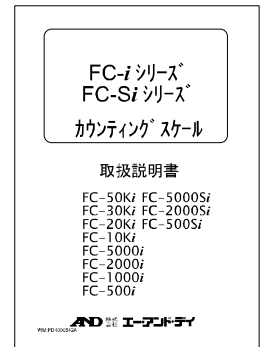 FC-i シリーズ
FC-Si シリーズ
カウンティング スケール
取扱説明書
FC-50Ki FC-5000Si
FC-30Ki FC-2000Si
FC-20Ki FC-500Si
FC-10Ki
FC-5000i
FC-2000i
FC-1000i
FC-500i
AND 株式会社 エー・アンド・デイ